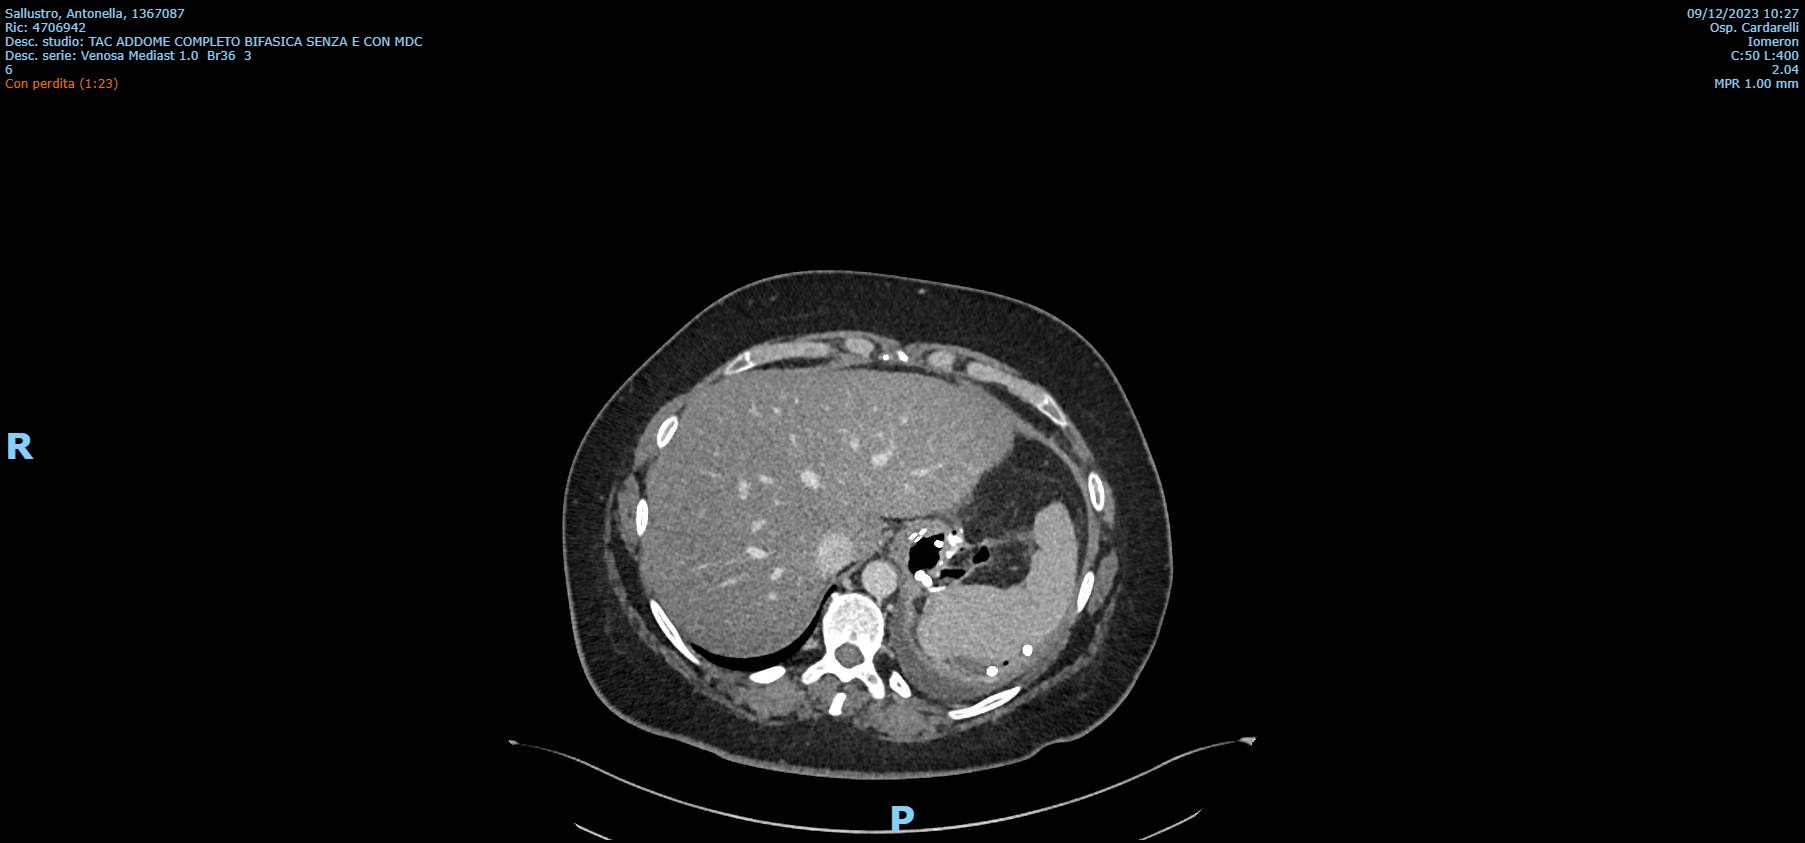 Sallustro, Antonella, 1367087
Ric: 4706942
Desc. studio: TAC ADDOME COMPLETO BIFASICA SENZA E CON MDC
Desc. serie: Venosa Mediast 1.0 Br36 3
6
Con perdita (1:23)
09/12/2023 10:27
Osp. Cardarelli
Iomeron
C:50 L:400
2.04
MPR 1.00 mm
R
P